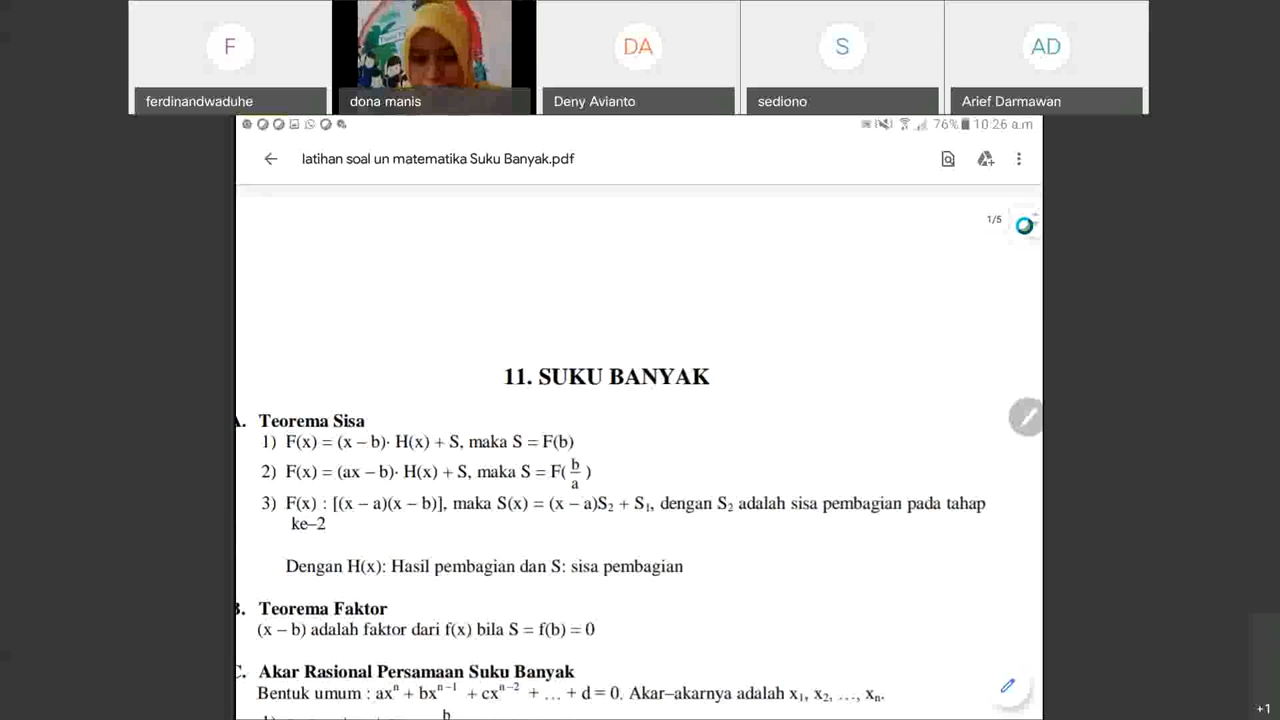 F
DA
S
AD
ferdinandwaduhe
dona manis
Deny Avianto
sediono
Arief Darmawan
76% 10:26 a.m
latihan soal un matematika Suku Banyak.pdf
1/5
11. SUKU BANYAK
A. Teorema Sisa
1) F(x) = (x – b)· H(x) + S, maka S = F(b)
2) F(x) = (ax – b)· H(x) + S, maka S = F(b/a)
3) F(x) : [(x – a)(x – b)], maka S(x) = (x – a)S₂ + S₁, dengan S₂ adalah sisa pembagian pada tahap
ke–2
Dengan H(x): Hasil pembagian dan S: sisa pembagian
B. Teorema Faktor
(x – b) adalah faktor dari f(x) bila S = f(b) = 0
C. Akar Rasional Persamaan Suku Banyak
Bentuk umum : axⁿ + bxⁿ⁻¹ + cxⁿ⁻² + … + d = 0. Akar–akarnya adalah x₁, x₂, …, xₙ.
b
+1